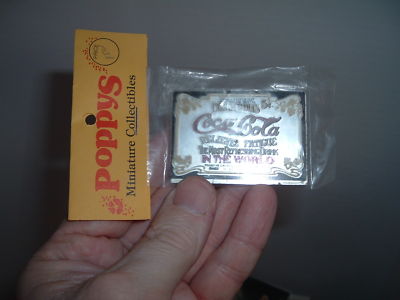 POPPYS
Miniature Collectibles
Coca-Cola
RELIEVES FATIGUE
THE MOST REFRESHING DRINK
IN THE WORLD